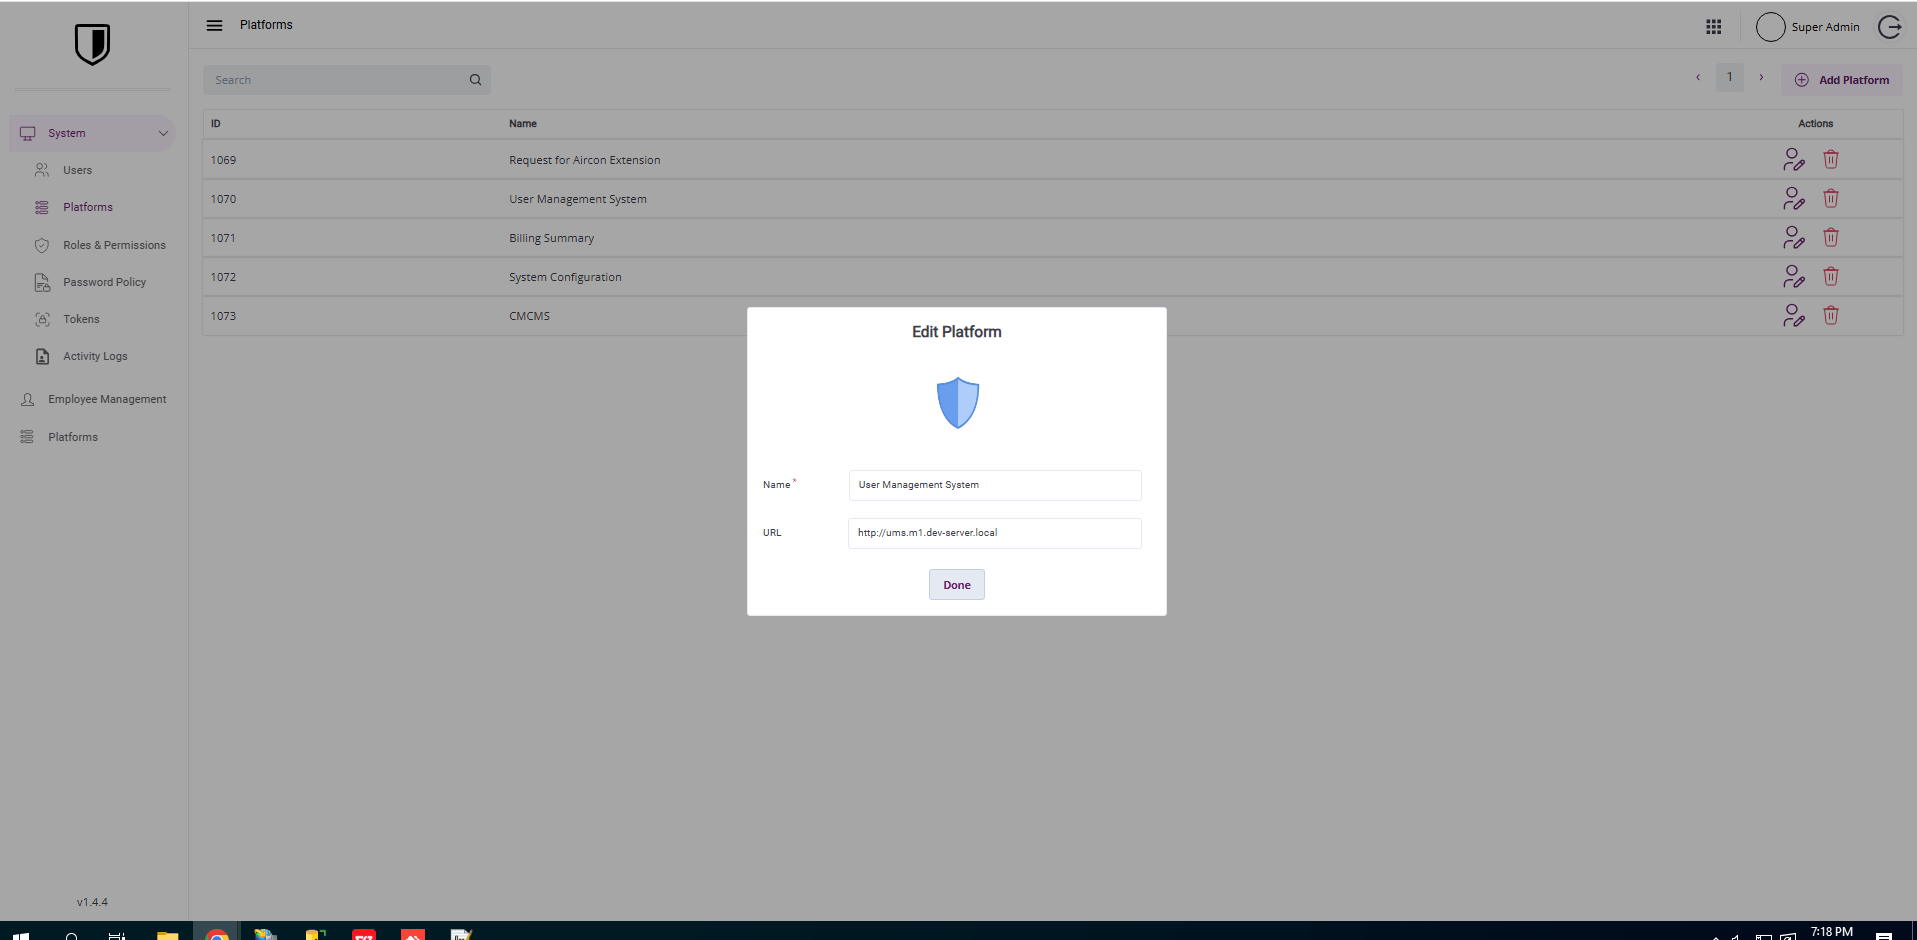 Platforms
Super Admin
Search
1
Add Platform
System
Users
Platforms
Roles & Permissions
Password Policy
Tokens
Activity Logs
Employee Management
Platforms
v1.4.4
ID Name Actions
1069 Request for Aircon Extension
1070 User Management System
1071 Billing Summary
1072 System Configuration
1073 CMCMS
Edit Platform
Name * User Management System
URL http://ums.m1.dev-server.local
Done
7:18 PM